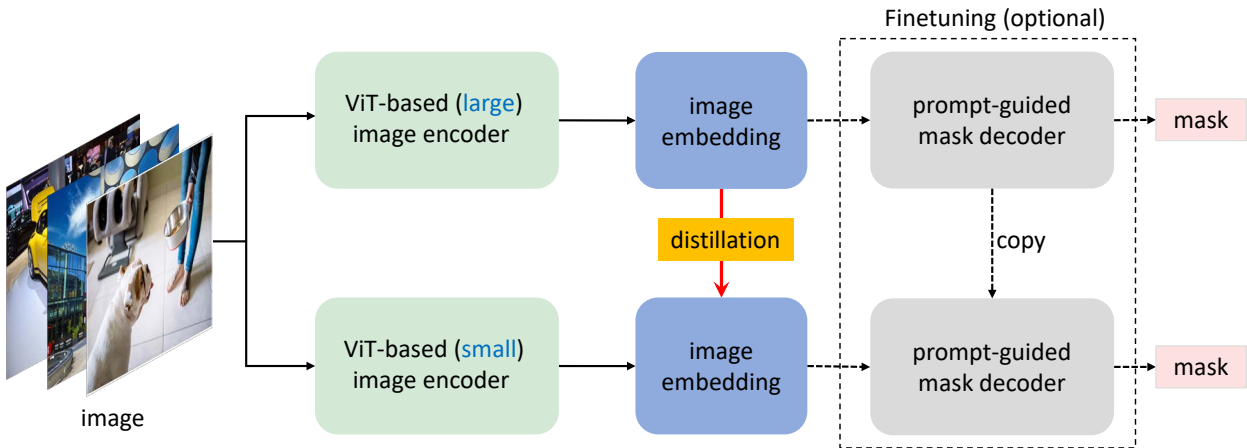 Finetuning (optional)
ViT-based (large)
image encoder
image
embedding
prompt-guided
mask decoder
mask
distillation
copy
ViT-based (small)
image encoder
image
embedding
prompt-guided
mask decoder
mask
image